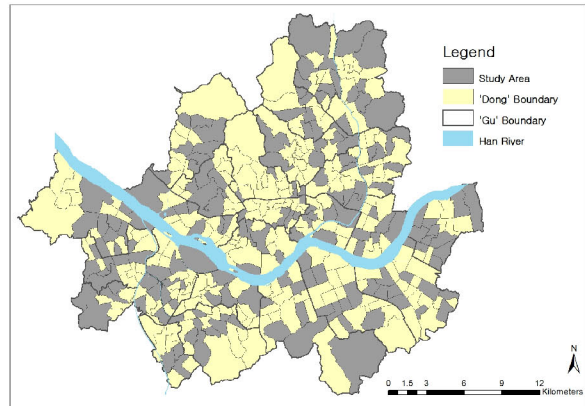 Legend
Study Area
'Dong' Boundary
'Gu' Boundary
Han River
N
0 1.5 3 6 9 12
Kilometers